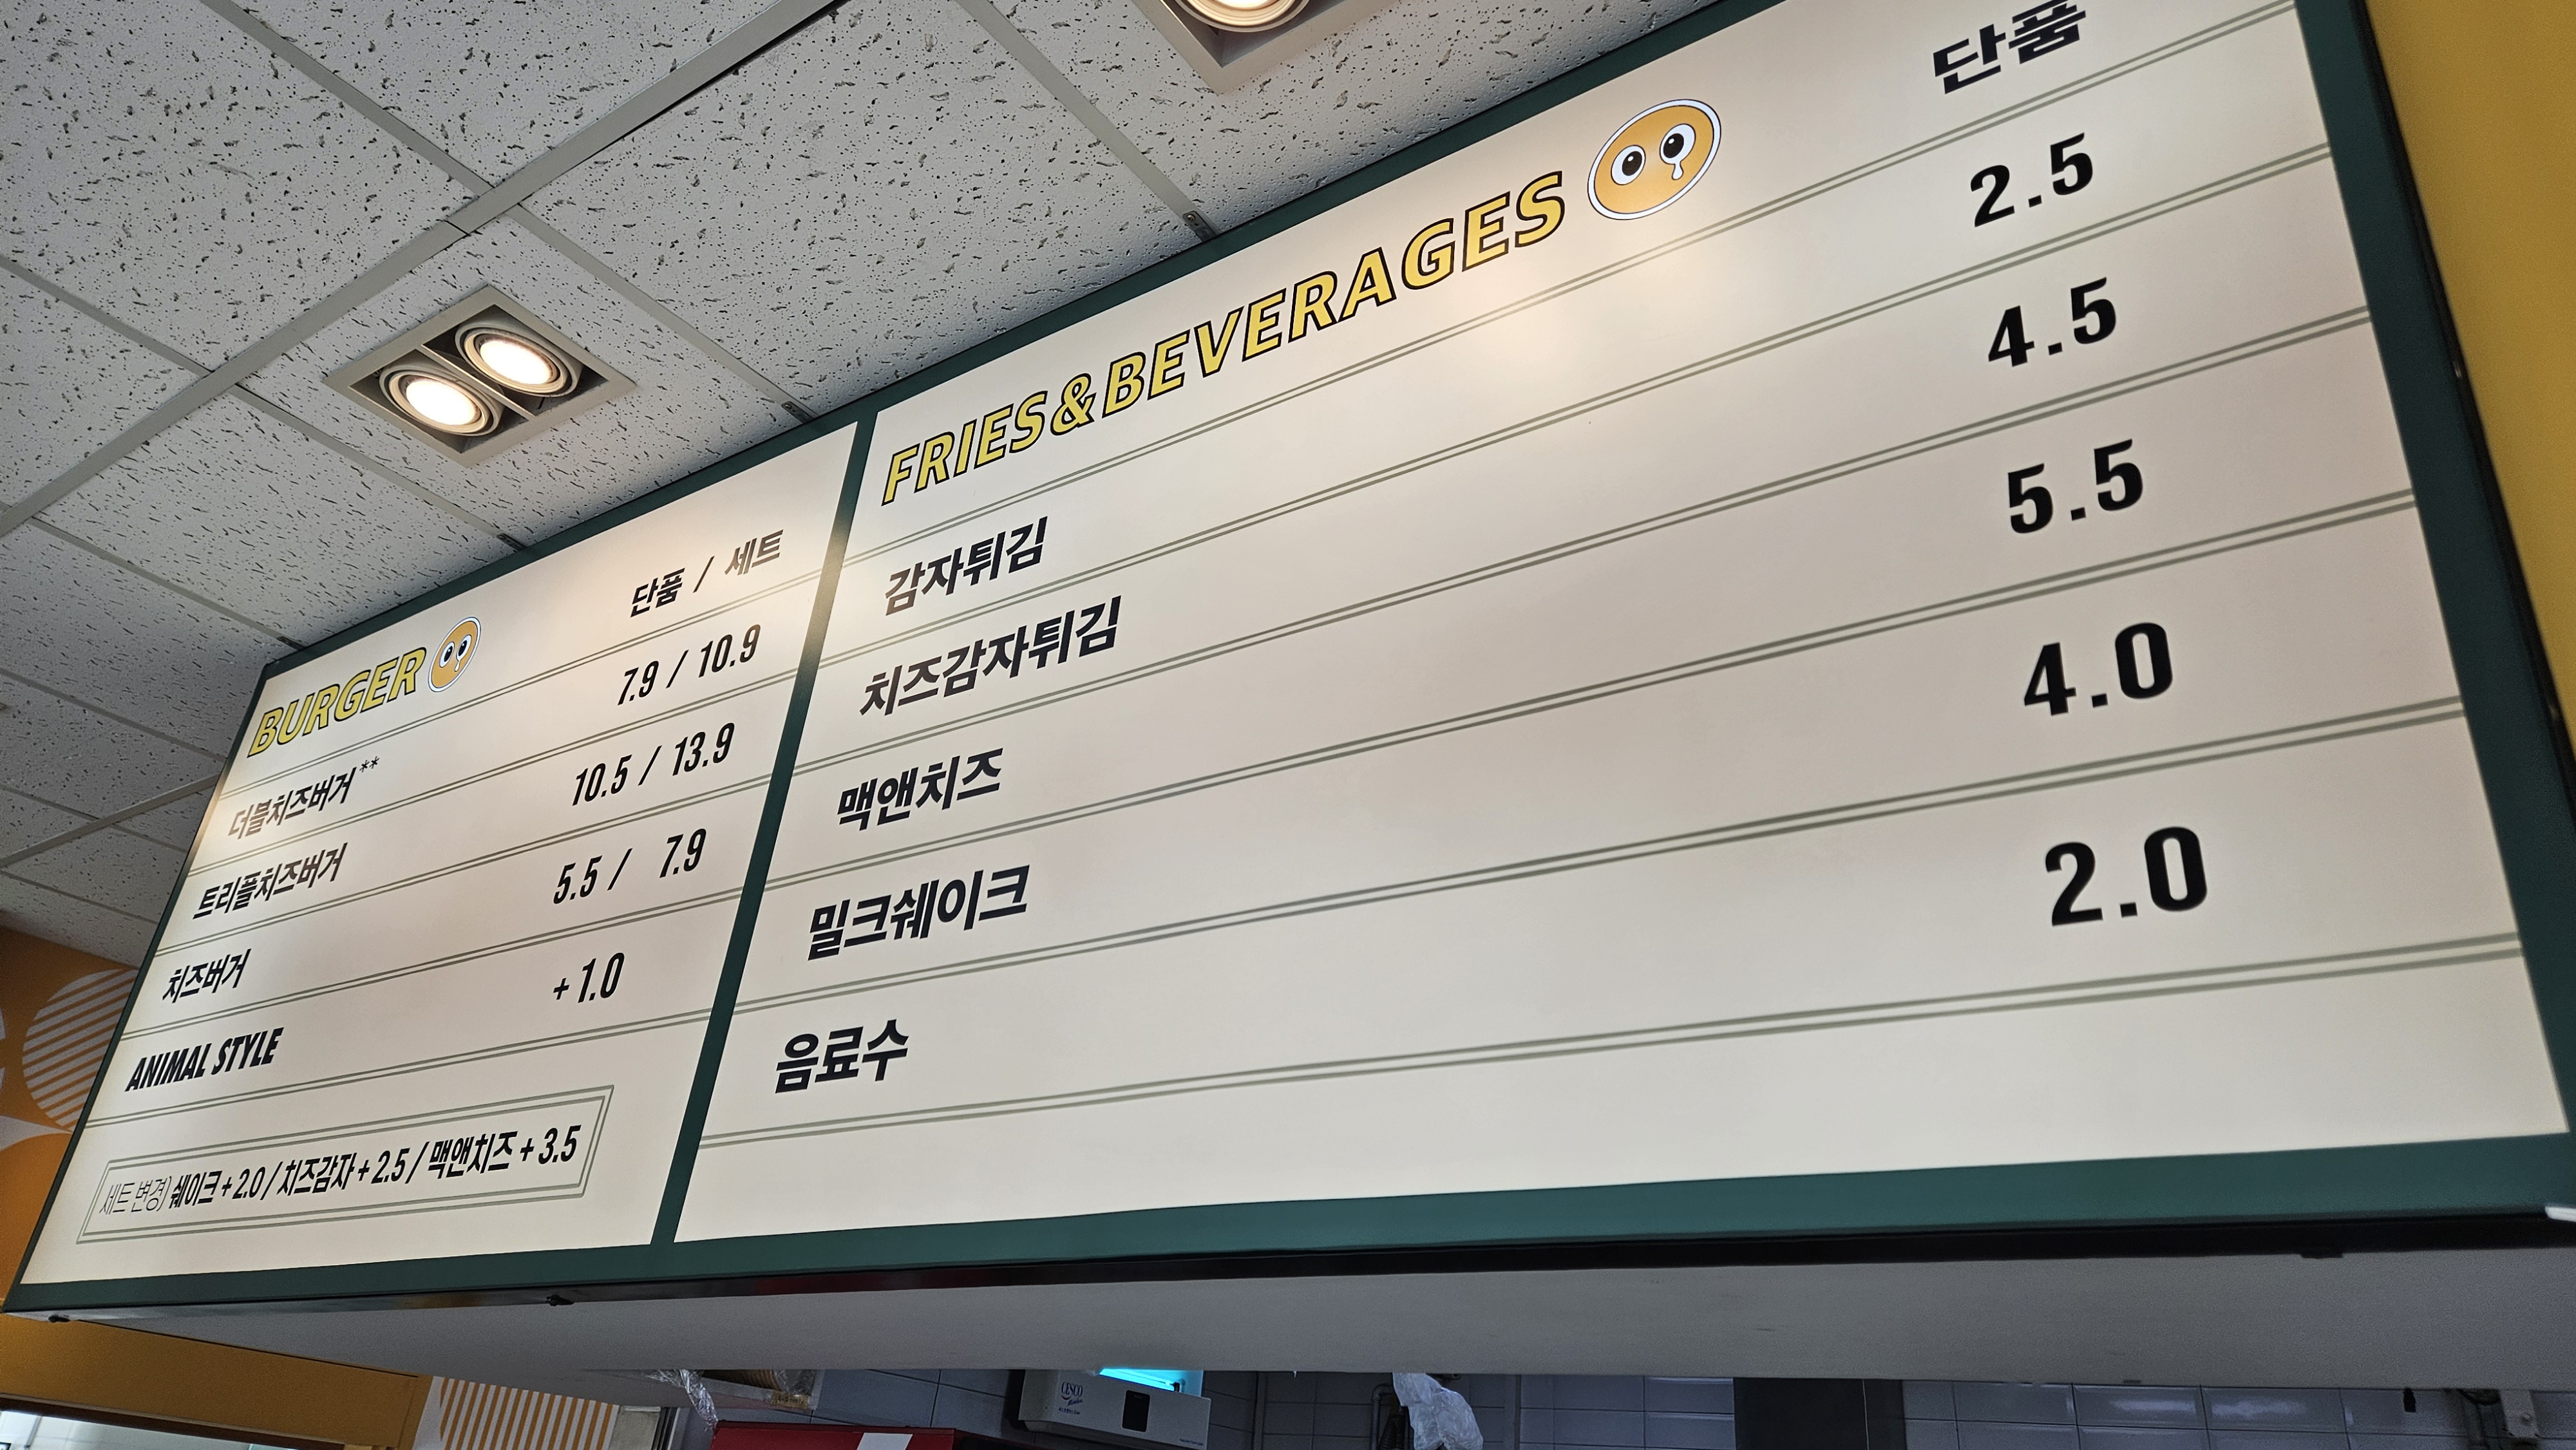 BURGER
단품 / 세트
더블치즈버거**
7.9 / 10.9
트리플치즈버거
10.5 / 13.9
치즈버거
5.5 / 7.9
ANIMAL STYLE
+1.0
세트 변경) 쉐이크 + 2.0 / 치즈감자 + 2.5 / 맥앤치즈 + 3.5
FRIES&BEVERAGES
단품
감자튀김
2.5
치즈감자튀김
4.5
맥앤치즈
5.5
밀크쉐이크
4.0
음료수
2.0
CESCO